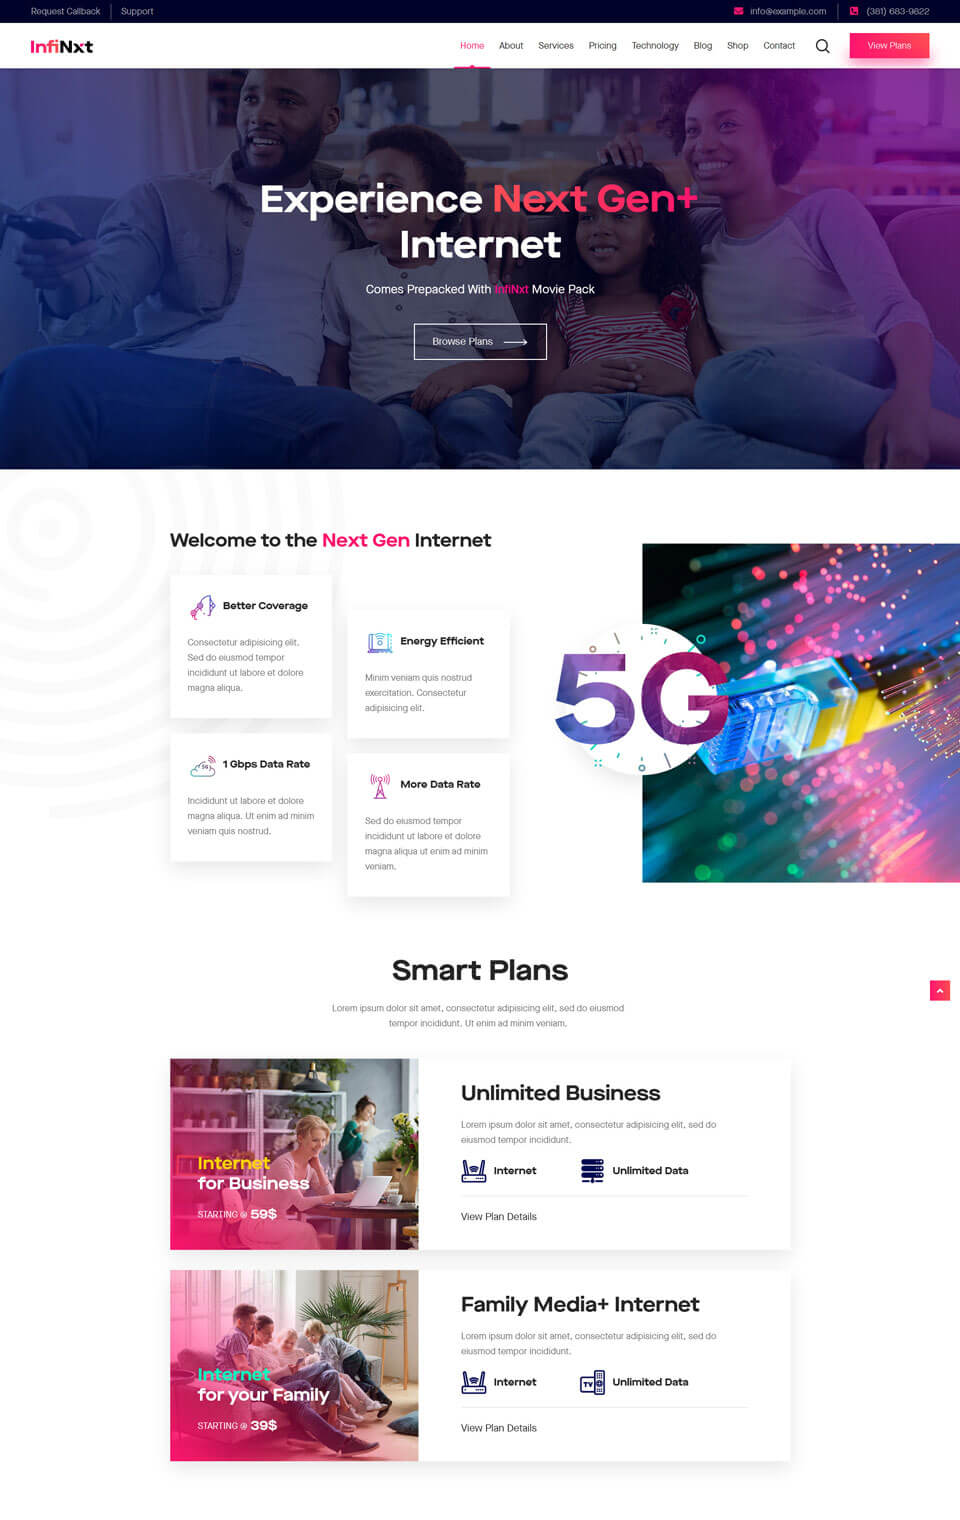 Request Callback
Support
info@example.com
(381) 683-9822
InfiNxt
Home
About
Services
Pricing
Technology
Blog
Shop
Contact
View Plans
Experience Next Gen+
Internet
Comes Prepacked With InfiNxt Movie Pack
Browse Plans
Welcome to the Next Gen Internet
Better Coverage
Consectetur adipisicing elit.
Sed do eiusmod tempor
incididunt ut labore et dolore
magna aliqua.
Energy Efficient
Minim veniam quis nostrud
exercitation. Consectetur
adipisicing elit.
5G
1 Gbps Data Rate
Incididunt ut labore et dolore
magna aliqua. Ut enim ad minim
veniam quis nostrud.
More Data Rate
Sed do eiusmod tempor
incididunt ut labore et dolore
magna aliqua ut enim ad minim
veniam.
5G
Smart Plans
Lorem ipsum dolor sit amet, consectetur adipisicing elit, sed do eiusmod
tempor incididunt. Ut enim ad minim veniam.
Internet
for Business
STARTING @ 59$
Unlimited Business
Lorem ipsum dolor sit amet, consectetur adipisicing elit, sed do
eiusmod tempor incididunt.
Internet
Unlimited Data
View Plan Details
Internet
for your Family
STARTING @ 39$
Family Media+ Internet
Lorem ipsum dolor sit amet, consectetur adipisicing elit, sed do
eiusmod tempor incididunt.
Internet
TV
Unlimited Data
View Plan Details